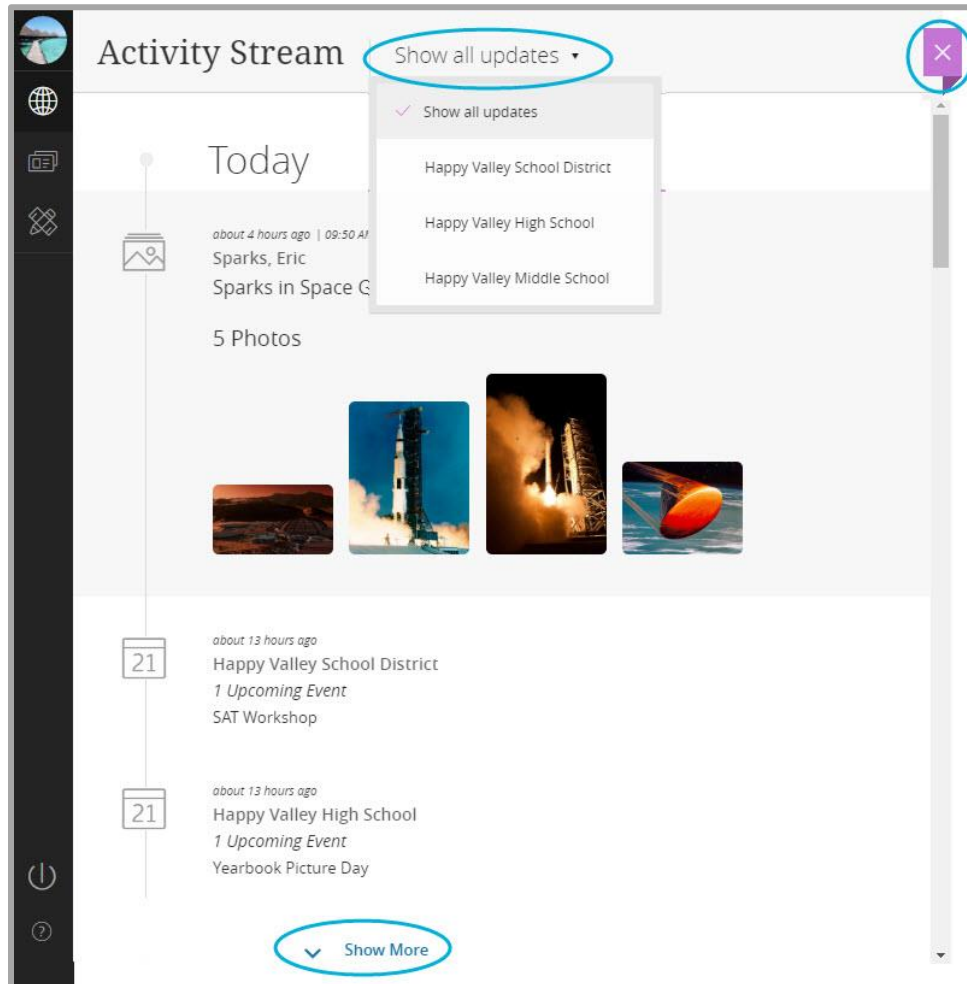 Activity Stream
Show all updates
Show all updates
Happy Valley School District
Happy Valley High School
Happy Valley Middle School
Today
about 4 hours ago | 09:50 AM
Sparks, Eric
Sparks in Space
5 Photos
21
about 13 hours ago
Happy Valley School District
1 Upcoming Event
SAT Workshop
21
about 13 hours ago
Happy Valley High School
1 Upcoming Event
Yearbook Picture Day
?
Show More